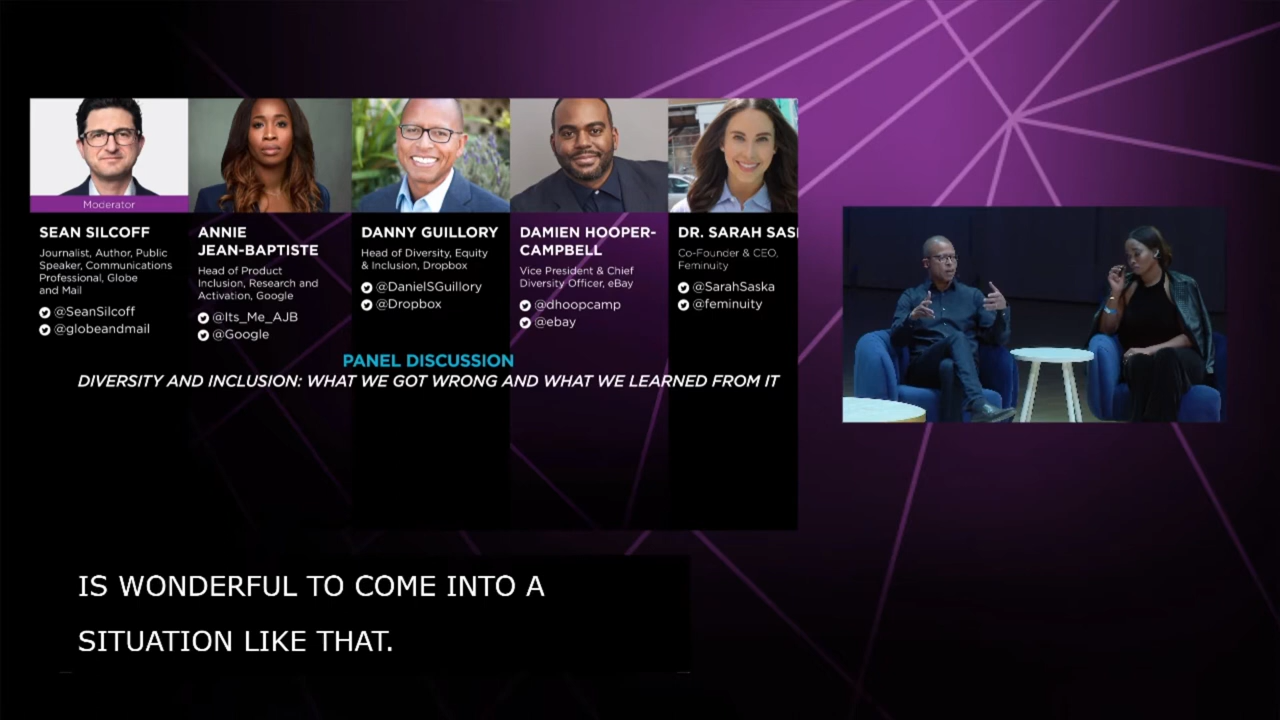 Moderator
SEAN SILCOFF
Journalist, Author, Public
Speaker, Communications
Professional, Globe
and Mail
@SeanSilcoff
@globeandmail
ANNIE
JEAN-BAPTISTE
Head of Product
Inclusion, Research and
Activation, Google
@Its_Me_AJB
@Google
DANNY GUILLORY
Head of Diversity, Equity
& Inclusion, Dropbox
@DanielSGuillory
@Dropbox
DAMIEN HOOPER-
CAMPBELL
Vice President & Chief
Diversity Officer, eBay
@dhoopcamp
@ebay
DR. SARAH SAS
Co-Founder & CEO,
Feminuity
@SarahSaska
@feminuity
PANEL DISCUSSION
DIVERSITY AND INCLUSION: WHAT WE GOT WRONG AND WHAT WE LEARNED FROM IT
IS WONDERFUL TO COME INTO A
SITUATION LIKE THAT.